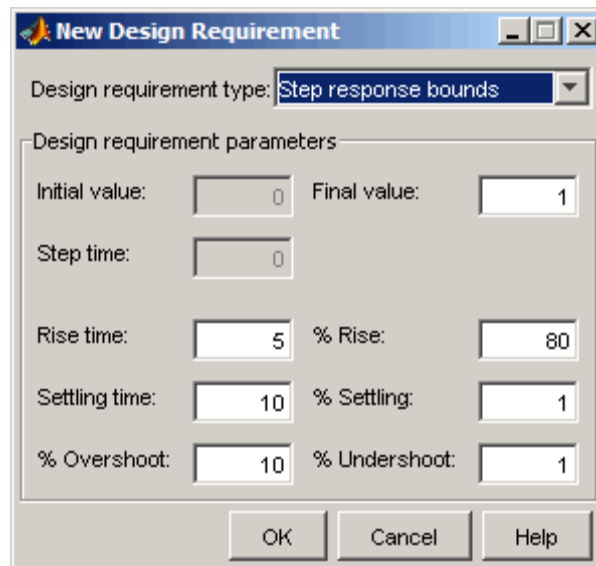 New Design Requirement
Design requirement type: Step response bounds
Design requirement parameters
Initial value: 0 Final value: 1
Step time: 0
Rise time: 5 % Rise: 80
Settling time: 10 % Settling: 1
% Overshoot: 10 % Undershoot: 1
OK Cancel Help